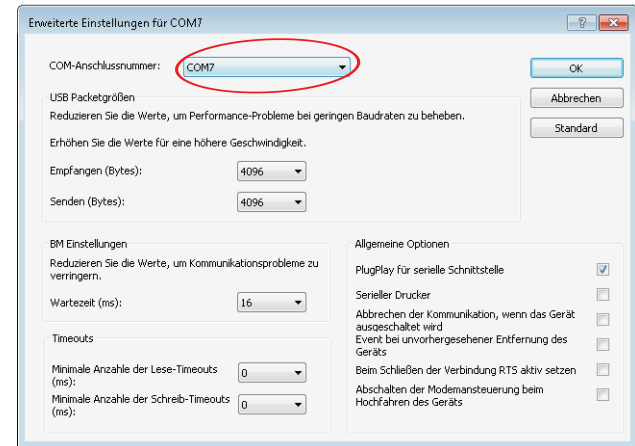 Erweiterte Einstellungen für COM7
COM-Anschlussnummer:
COM7
OK
Abbrechen
Standard
USB Packetgrößen
Reduzieren Sie die Werte, um Performance-Probleme bei geringen Baudraten zu beheben.
Erhöhen Sie die Werte für eine höhere Geschwindigkeit.
Empfangen (Bytes):
4096
Senden (Bytes):
4096
BM Einstellungen
Reduzieren Sie die Werte, um Kommunikationsprobleme zu
verringern.
Wartezeit (ms):
16
Timeouts
Minimale Anzahl der Lese-Timeouts
(ms):
0
Minimale Anzahl der Schreib-Timeouts
(ms):
0
Allgemeine Optionen
PlugPlay für serielle Schnittstelle
Serieller Drucker
Abbrechen der Kommunikation, wenn das Gerät
ausgeschaltet wird
Event bei unvorhergesehener Entfernung des
Geräts
Beim Schließen der Verbindung RTS aktiv setzen
Abschalten der Modemansteuerung beim
Hochfahren des Geräts